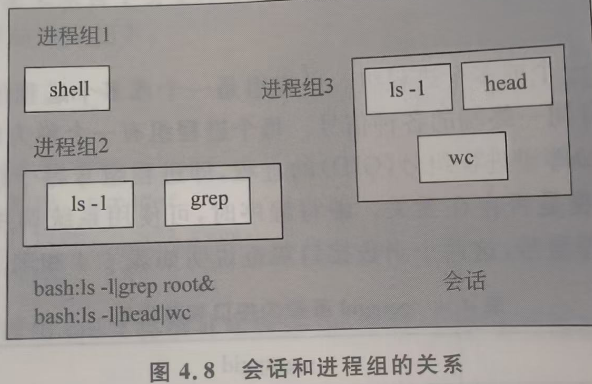 进程组1
shell
进程组2
ls -l
grep
进程组3
ls -l
head
wc
bash:ls -l|grep root&
bash:ls -l|head|wc
会话
图 4.8 会话和进程组的关系